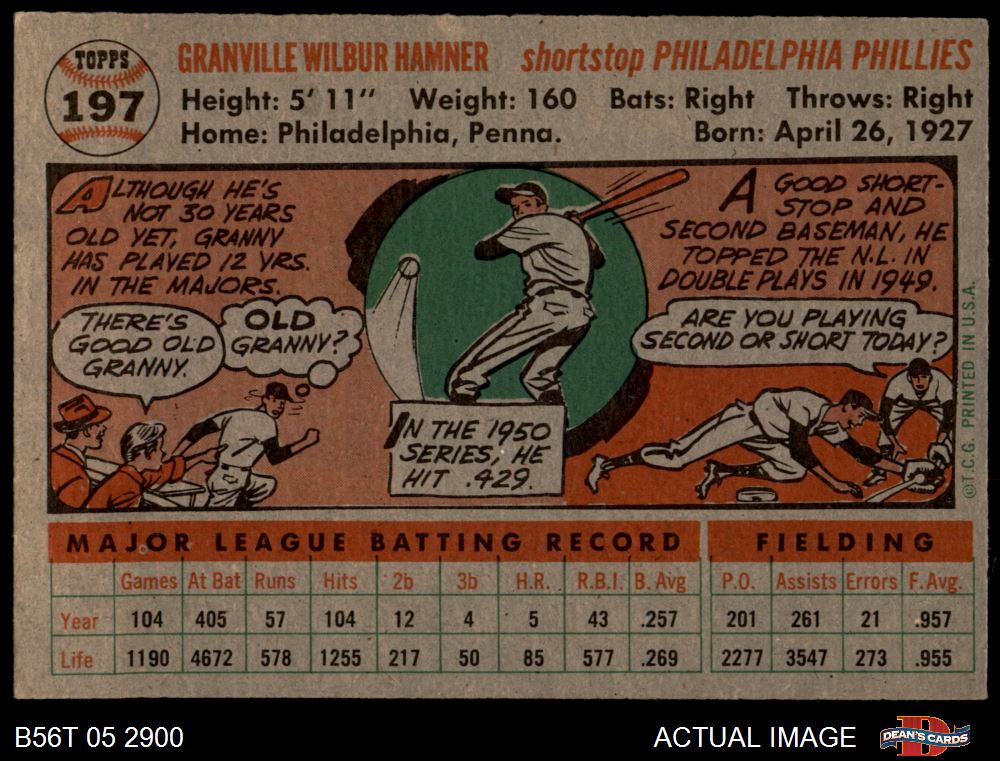 TOPPS
197
GRANVILLE WILBUR HAMNER shortstop PHILADELPHIA PHILLIES
Height: 5' 11" Weight: 160 Bats: Right Throws: Right
Home: Philadelphia, Penna. Born: April 26, 1927
ALTHOUGH HE'S
NOT 30 YEARS
OLD YET, GRANNY
HAS PLAYED 12 YRS.
IN THE MAJORS.
THERE'S
GOOD OLD
GRANNY.
OLD
GRANNY?
IN THE 1950
SERIES, HE
HIT .429.
A GOOD SHORT-
STOP AND
SECOND BASEMAN, HE
TOPPED THE N.L. IN
DOUBLE PLAYS IN 1949.
ARE YOU PLAYING
SECOND OR SHORT TODAY?
©T.C.G. PRINTED IN U.S.A.
MAJOR LEAGUE BATTING RECORD FIELDING
Games At Bat Runs Hits 2b 3b H.R. R.B.I. B. Avg P.O. Assists Errors F.Avg.
Year 104 405 57 104 12 4 5 43 .257 201 261 21 .957
Life 1190 4672 578 1255 217 50 85 577 .269 2277 3547 273 .955
B56T 05 2900 ACTUAL IMAGE DEAN'S CARDS